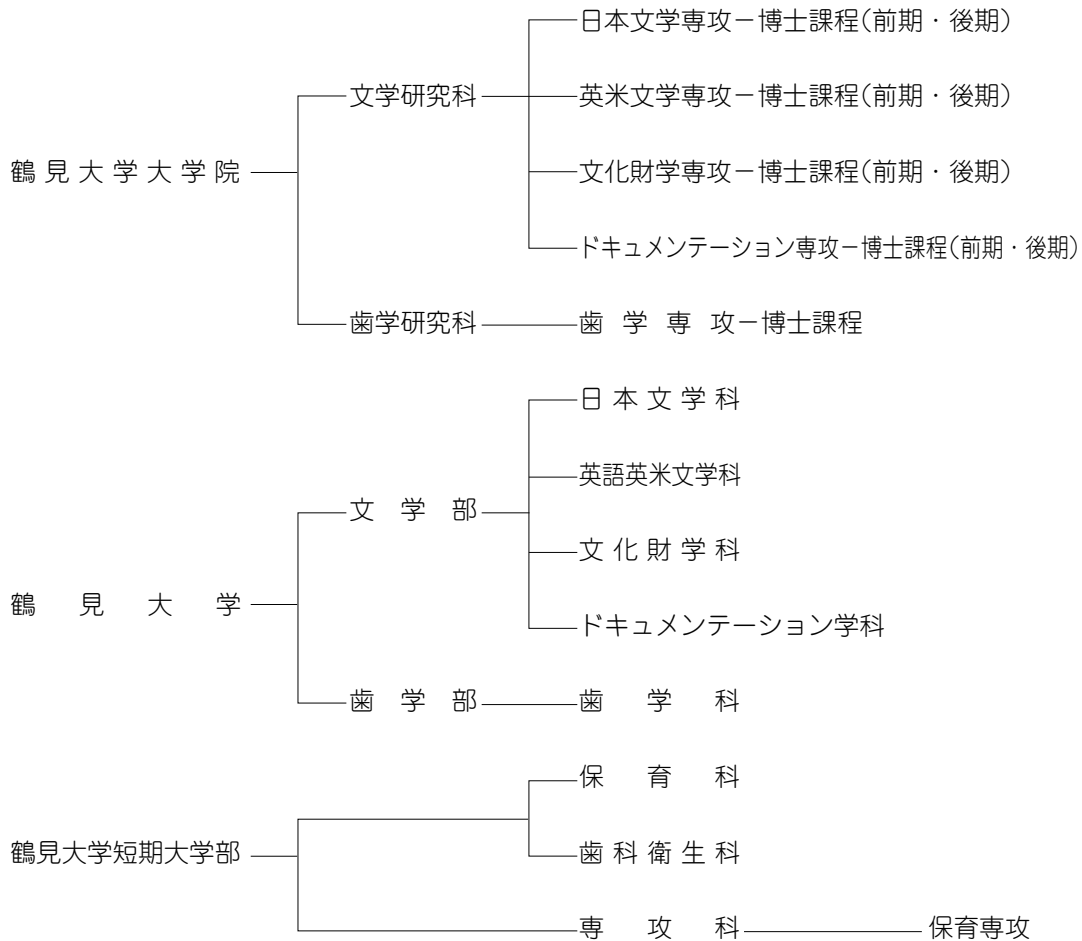 日本文学専攻－博士課程(前期・後期)
文学研究科 英米文学専攻－博士課程(前期・後期)
鶴見大学大学院 文化財学専攻－博士課程(前期・後期)
ドキュメンテーション専攻－博士課程(前期・後期)
歯学研究科 歯学専攻－博士課程
日本文学科
英語英米文学科
文学部
文化財学科
鶴見大学
ドキュメンテーション学科
歯学部 歯学科
保育科
鶴見大学短期大学部 歯科衛生科
専攻科 保育専攻